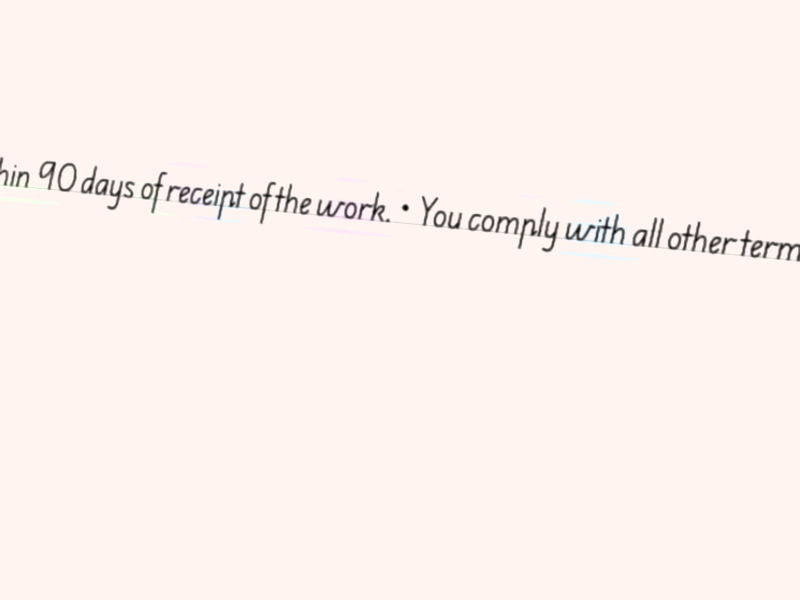 hin 90 days of receipt of the work. • You comply with all other term